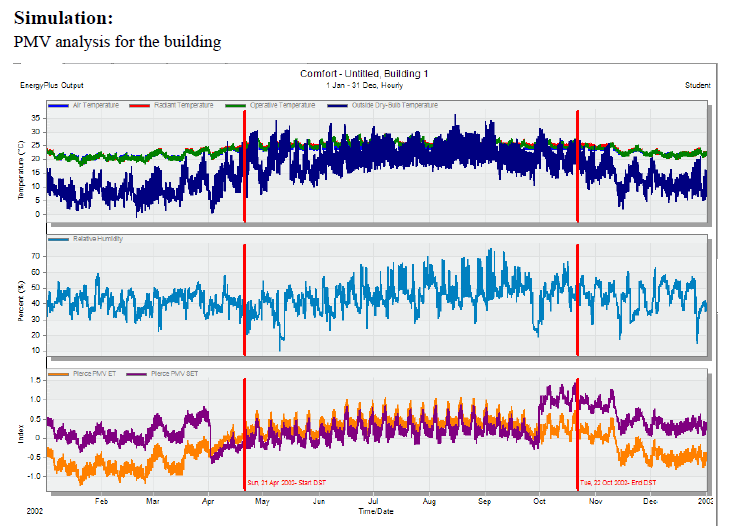 Simulation:
PMV analysis for the building
Comfort - Untitled, Building 1
EnergyPlus Output 1 Jan - 31 Dec, Hourly Student
Air Temperature Radiant Temperature Operative Temperature Outside Dry-Bulb Temperature
Temperature (°C)
35
30
25
20
15
10
5
0
Relative Humidity
Percent (%)
70
60
50
40
30
20
10
Pierce PMV ET Pierce PMV SET
Index
1.5
1.0
0.5
0
-0.5
-1.0
Sun, 21 Apr 2002- Start DST Tue, 22 Oct 2002- End DST
Feb Mar Apr May Jun Jul Aug Sep Oct Nov Dec 2003
2002 Time/Date